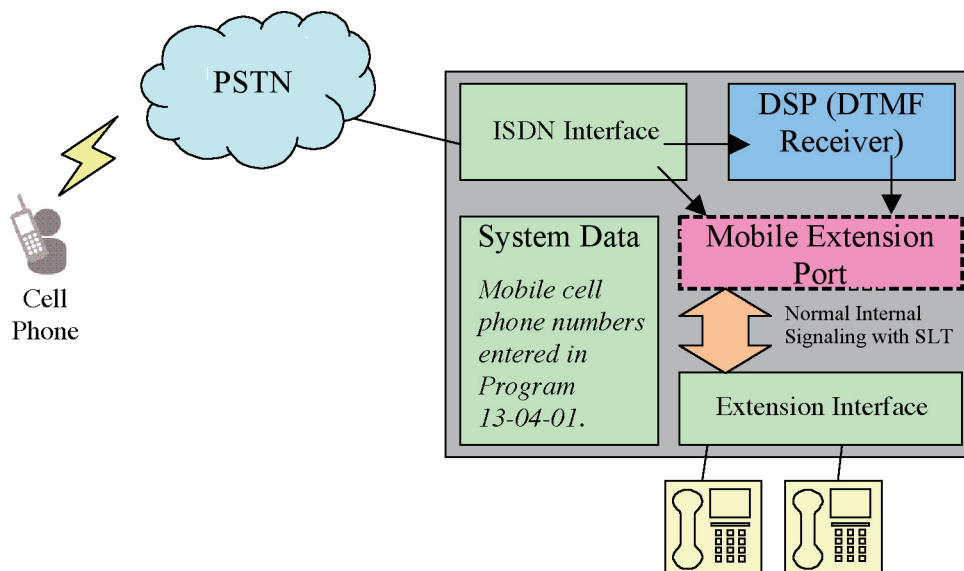 PSTN
Cell
Phone
ISDN Interface
DSP (DTMF
Receiver)
System Data
Mobile cell
phone numbers
entered in
Program
13-04-01.
Mobile Extension
Port
Normal Internal
Signaling with SLT
Extension Interface